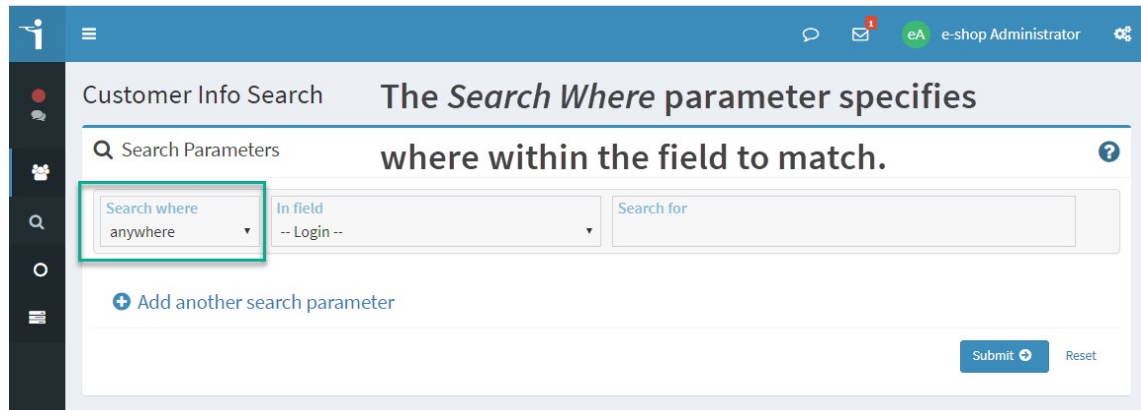 1
eA e-shop Administrator
Customer Info Search
The Search Where parameter specifies
where within the field to match.
Search Parameters
Search where
anywhere
In field
-- Login --
Search for
Add another search parameter
Submit
Reset